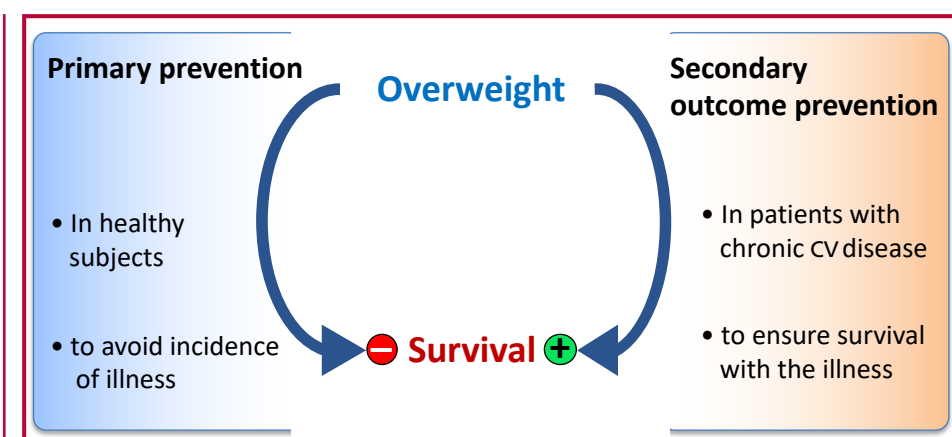 Primary prevention
• In healthy
subjects
• to avoid incidence
of illness
Overweight
− Survival +
Secondary
outcome prevention
• In patients with
chronic CV disease
• to ensure survival
with the illness